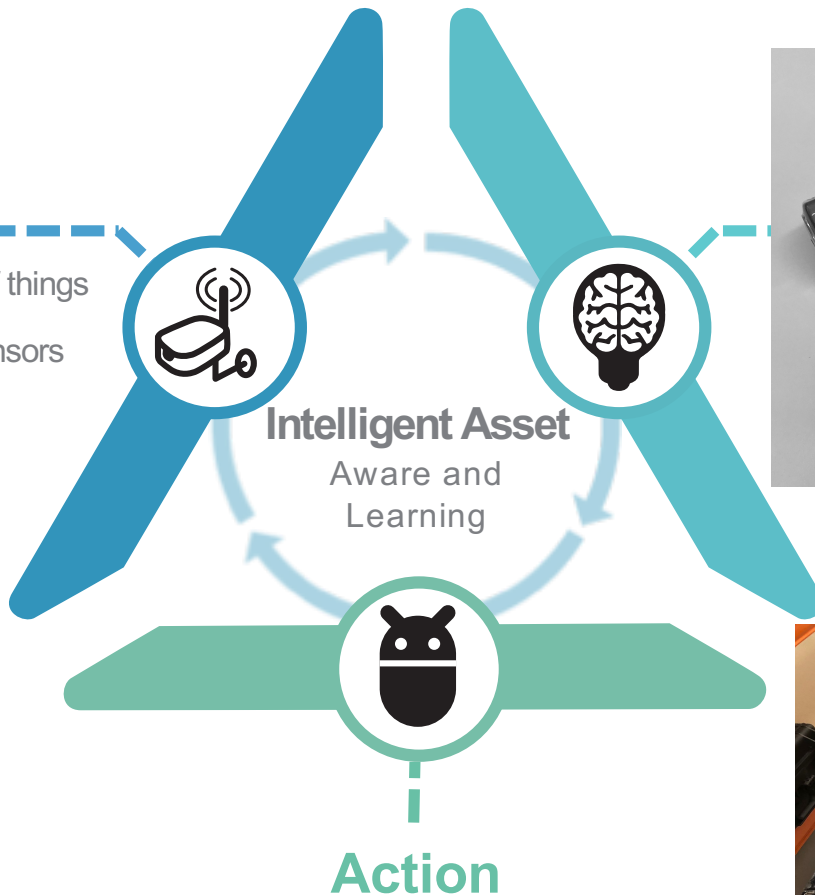 things
Intelligent Asset
Aware and
Learning
Action